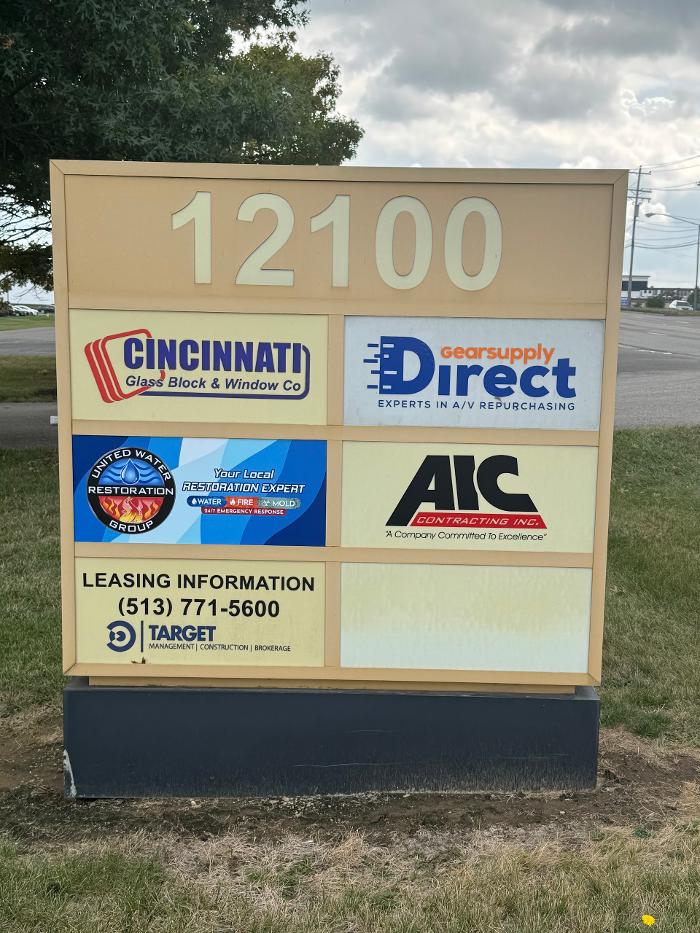 12100
CINCINNATI
Glass Block & Window Co
gearsupply
Direct
EXPERTS IN A/V REPURCHASING
UNITED WATER
RESTORATION
GROUP
Your Local
RESTORATION EXPERT
WATER FIRE MOLD
24/7 EMERGENCY RESPONSE
AIC
CONTRACTING INC.
"A Company Committed To Excellence"
LEASING INFORMATION
(513) 771-5600
TARGET
MANAGEMENT | CONSTRUCTION | BROKERAGE